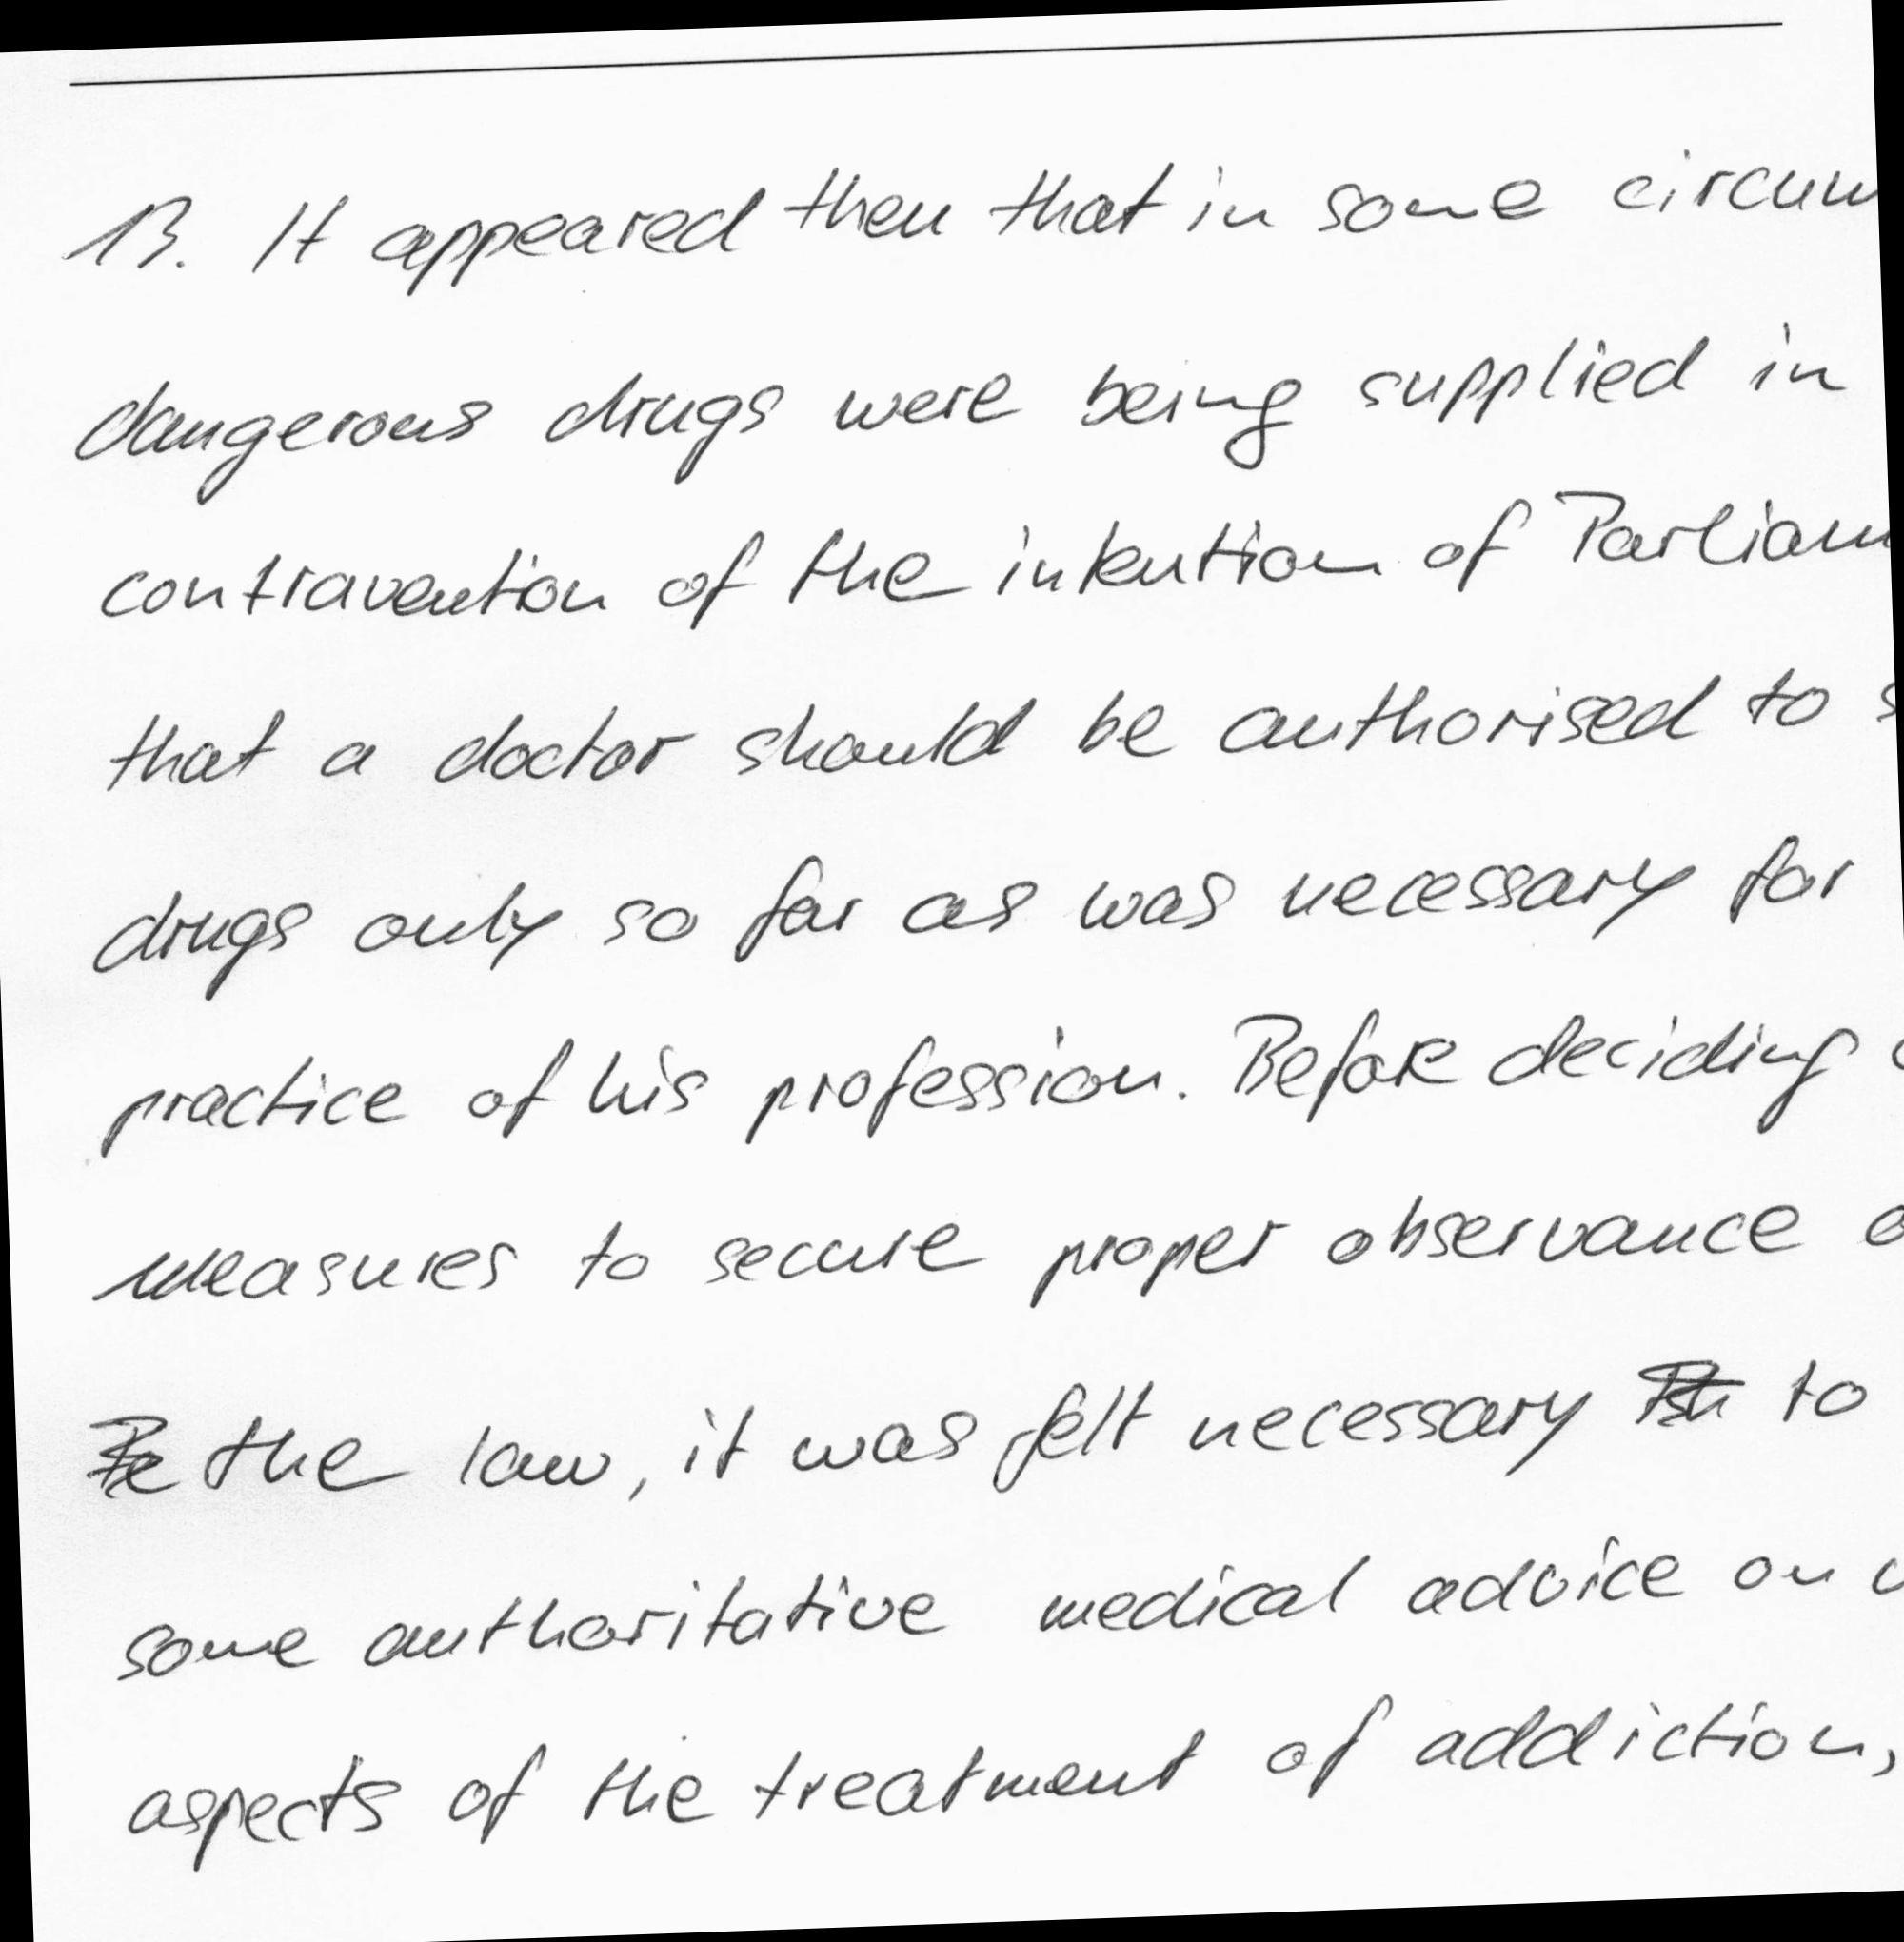 13. It appeared then that in some circum
dangerous drugs were being supplied in
contravention of the intention of Parliam
that a doctor should be authorised to s
drugs only so far as was necessary for
practice of his profession. Before deciding
measures to secure proper observance o
the law, it was felt necessary to
some authoritative medical advice on
aspects of the treatment of addiction,